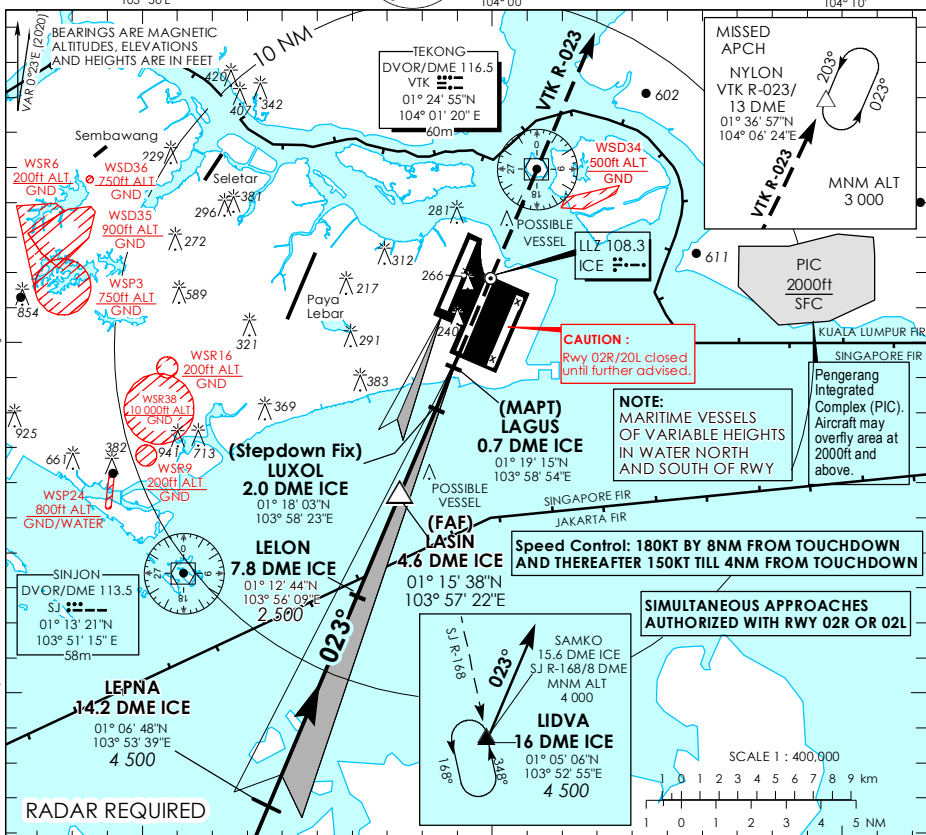 103° 50' E
104° 00'
104° 10'
VAR 0°23'E (2020)
BEARINGS ARE MAGNETIC
ALTITUDES, ELEVATIONS
AND HEIGHTS ARE IN FEET
10 NM
TEKONG
DVOR/DME 116.5
VTK
01° 24' 55"N
104° 01' 20" E
60m
VTK R-023
602
MISSED
APCH
NYLON
VTK R-023/
13 DME
01° 36' 57"N
104° 06' 24"E
203°
023°
VTK R-023
MNM ALT
3 000
420
407
342
Sembawang
229
Seletar
WSR6
200ft ALT
GND
WSD36
750ft ALT
GND
WSD35
900ft ALT
GND
WSP3
750ft ALT
GND
296
381
272
589
854
281
312
217
Paya
Lebar
321
291
383
369
266
240
0
9
18
27
WSD34
500ft ALT
GND
POSSIBLE
VESSEL
LLZ 108.3
ICE
611
PIC
2000ft
SFC
KUALA LUMPUR FIR
SINGAPORE FIR
CAUTION :
Rwy 02R/20L closed
until further advised.
x
x
WSR16
200ft ALT
GND
WSR38
10 000ft ALT
GND
925
661
382
941
713
WSR9
200ft ALT
GND
WSP24
800ft ALT
GND/WATER
(MAPT)
LAGUS
0.7 DME ICE
01° 19' 15"N
103° 58' 54"E
NOTE:
MARITIME VESSELS
OF VARIABLE HEIGHTS
IN WATER NORTH
AND SOUTH OF RWY
Pengerang
Integrated
Complex (PIC).
Aircraft may
overfly area at
2000ft and
above.
(Stepdown Fix)
LUXOL
2.0 DME ICE
01° 18' 03"N
103° 58' 23"E
POSSIBLE
VESSEL
SINGAPORE FIR
JAKARTA FIR
(FAF)
LASIN
4.6 DME ICE
01° 15' 38"N
103° 57' 22"E
LELON
7.8 DME ICE
01° 12' 44"N
103° 56' 09"E
2 500
Speed Control: 180KT BY 8NM FROM TOUCHDOWN
AND THEREAFTER 150KT TILL 4NM FROM TOUCHDOWN
SIMULTANEOUS APPROACHES
AUTHORIZED WITH RWY 02R OR 02L
0
9
18
27
SINJON
DVOR/DME 113.5
SJ
01° 13' 21"N
103° 51' 15" E
58m
023°
LEPNA
14.2 DME ICE
01° 06' 48"N
103° 53' 39"E
4 500
SJ R-168
023°
SAMKO
15.6 DME ICE
SJ R-168/8 DME
MNM ALT
4 000
LIDVA
16 DME ICE
01° 05' 06"N
103° 52' 55"E
4 500
168°
348°
RADAR REQUIRED
SCALE 1 : 400,000
1 0 1 2 3 4 5 6 7 8 9 km
1 0 1 2 3 4 5 NM